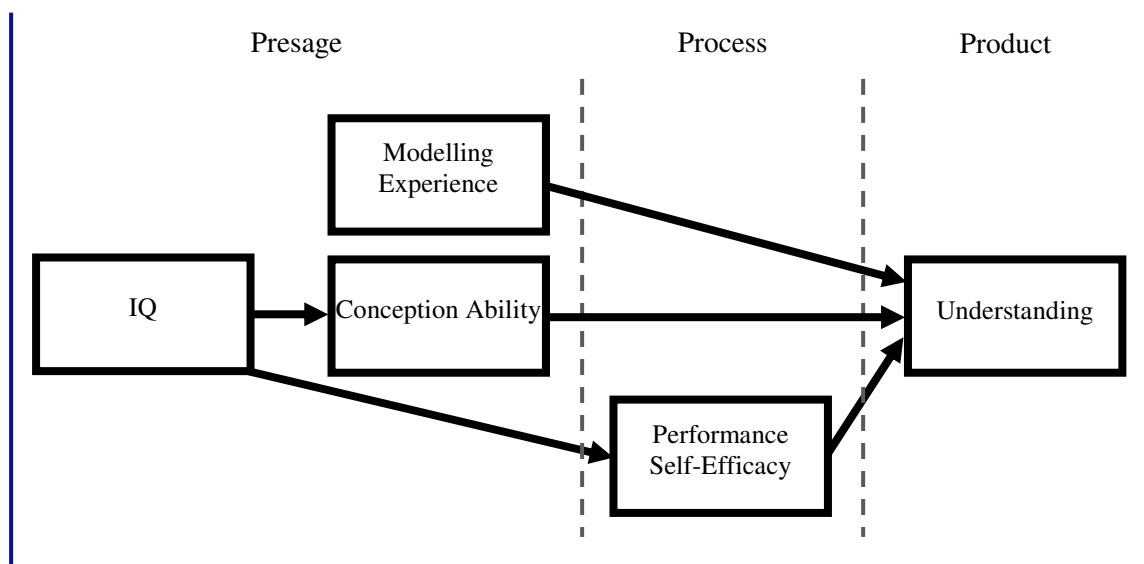 Presage
Process
Product
Modelling
Experience
IQ
Conception Ability
Understanding
Performance
Self-Efficacy